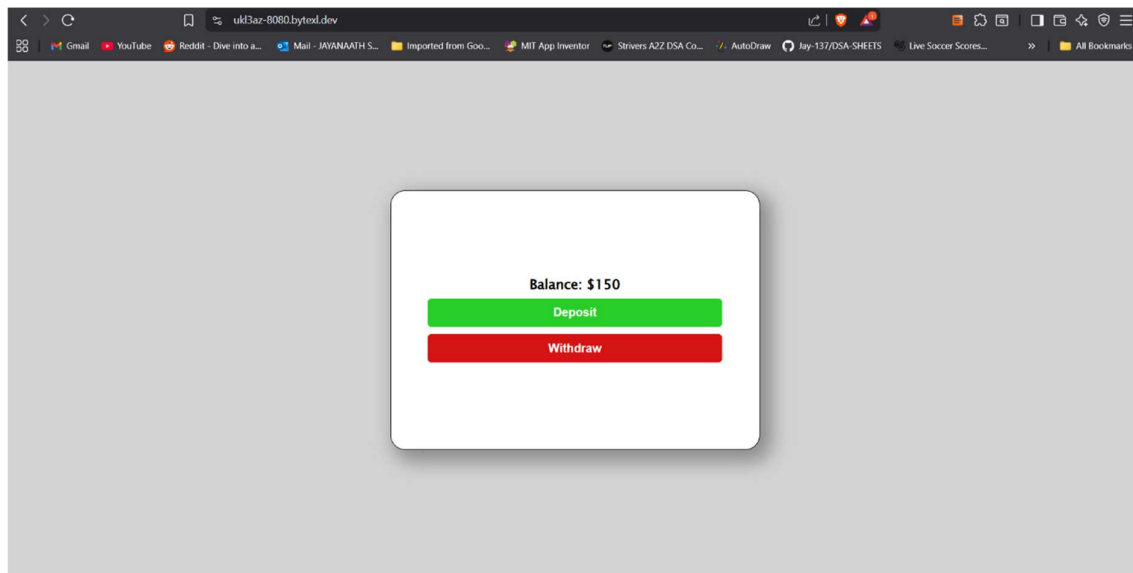 ukl3az-8080.bytexl.dev
Gmail YouTube Reddit - Dive into a... Mail - JAYANAATH S... Imported from Goo... MIT App Inventor Strivers A2Z DSA Co... AutoDraw Jay-137/DSA-SHEETS Live Soccer Scores... » All Bookmarks
Balance: $150
Deposit
Withdraw